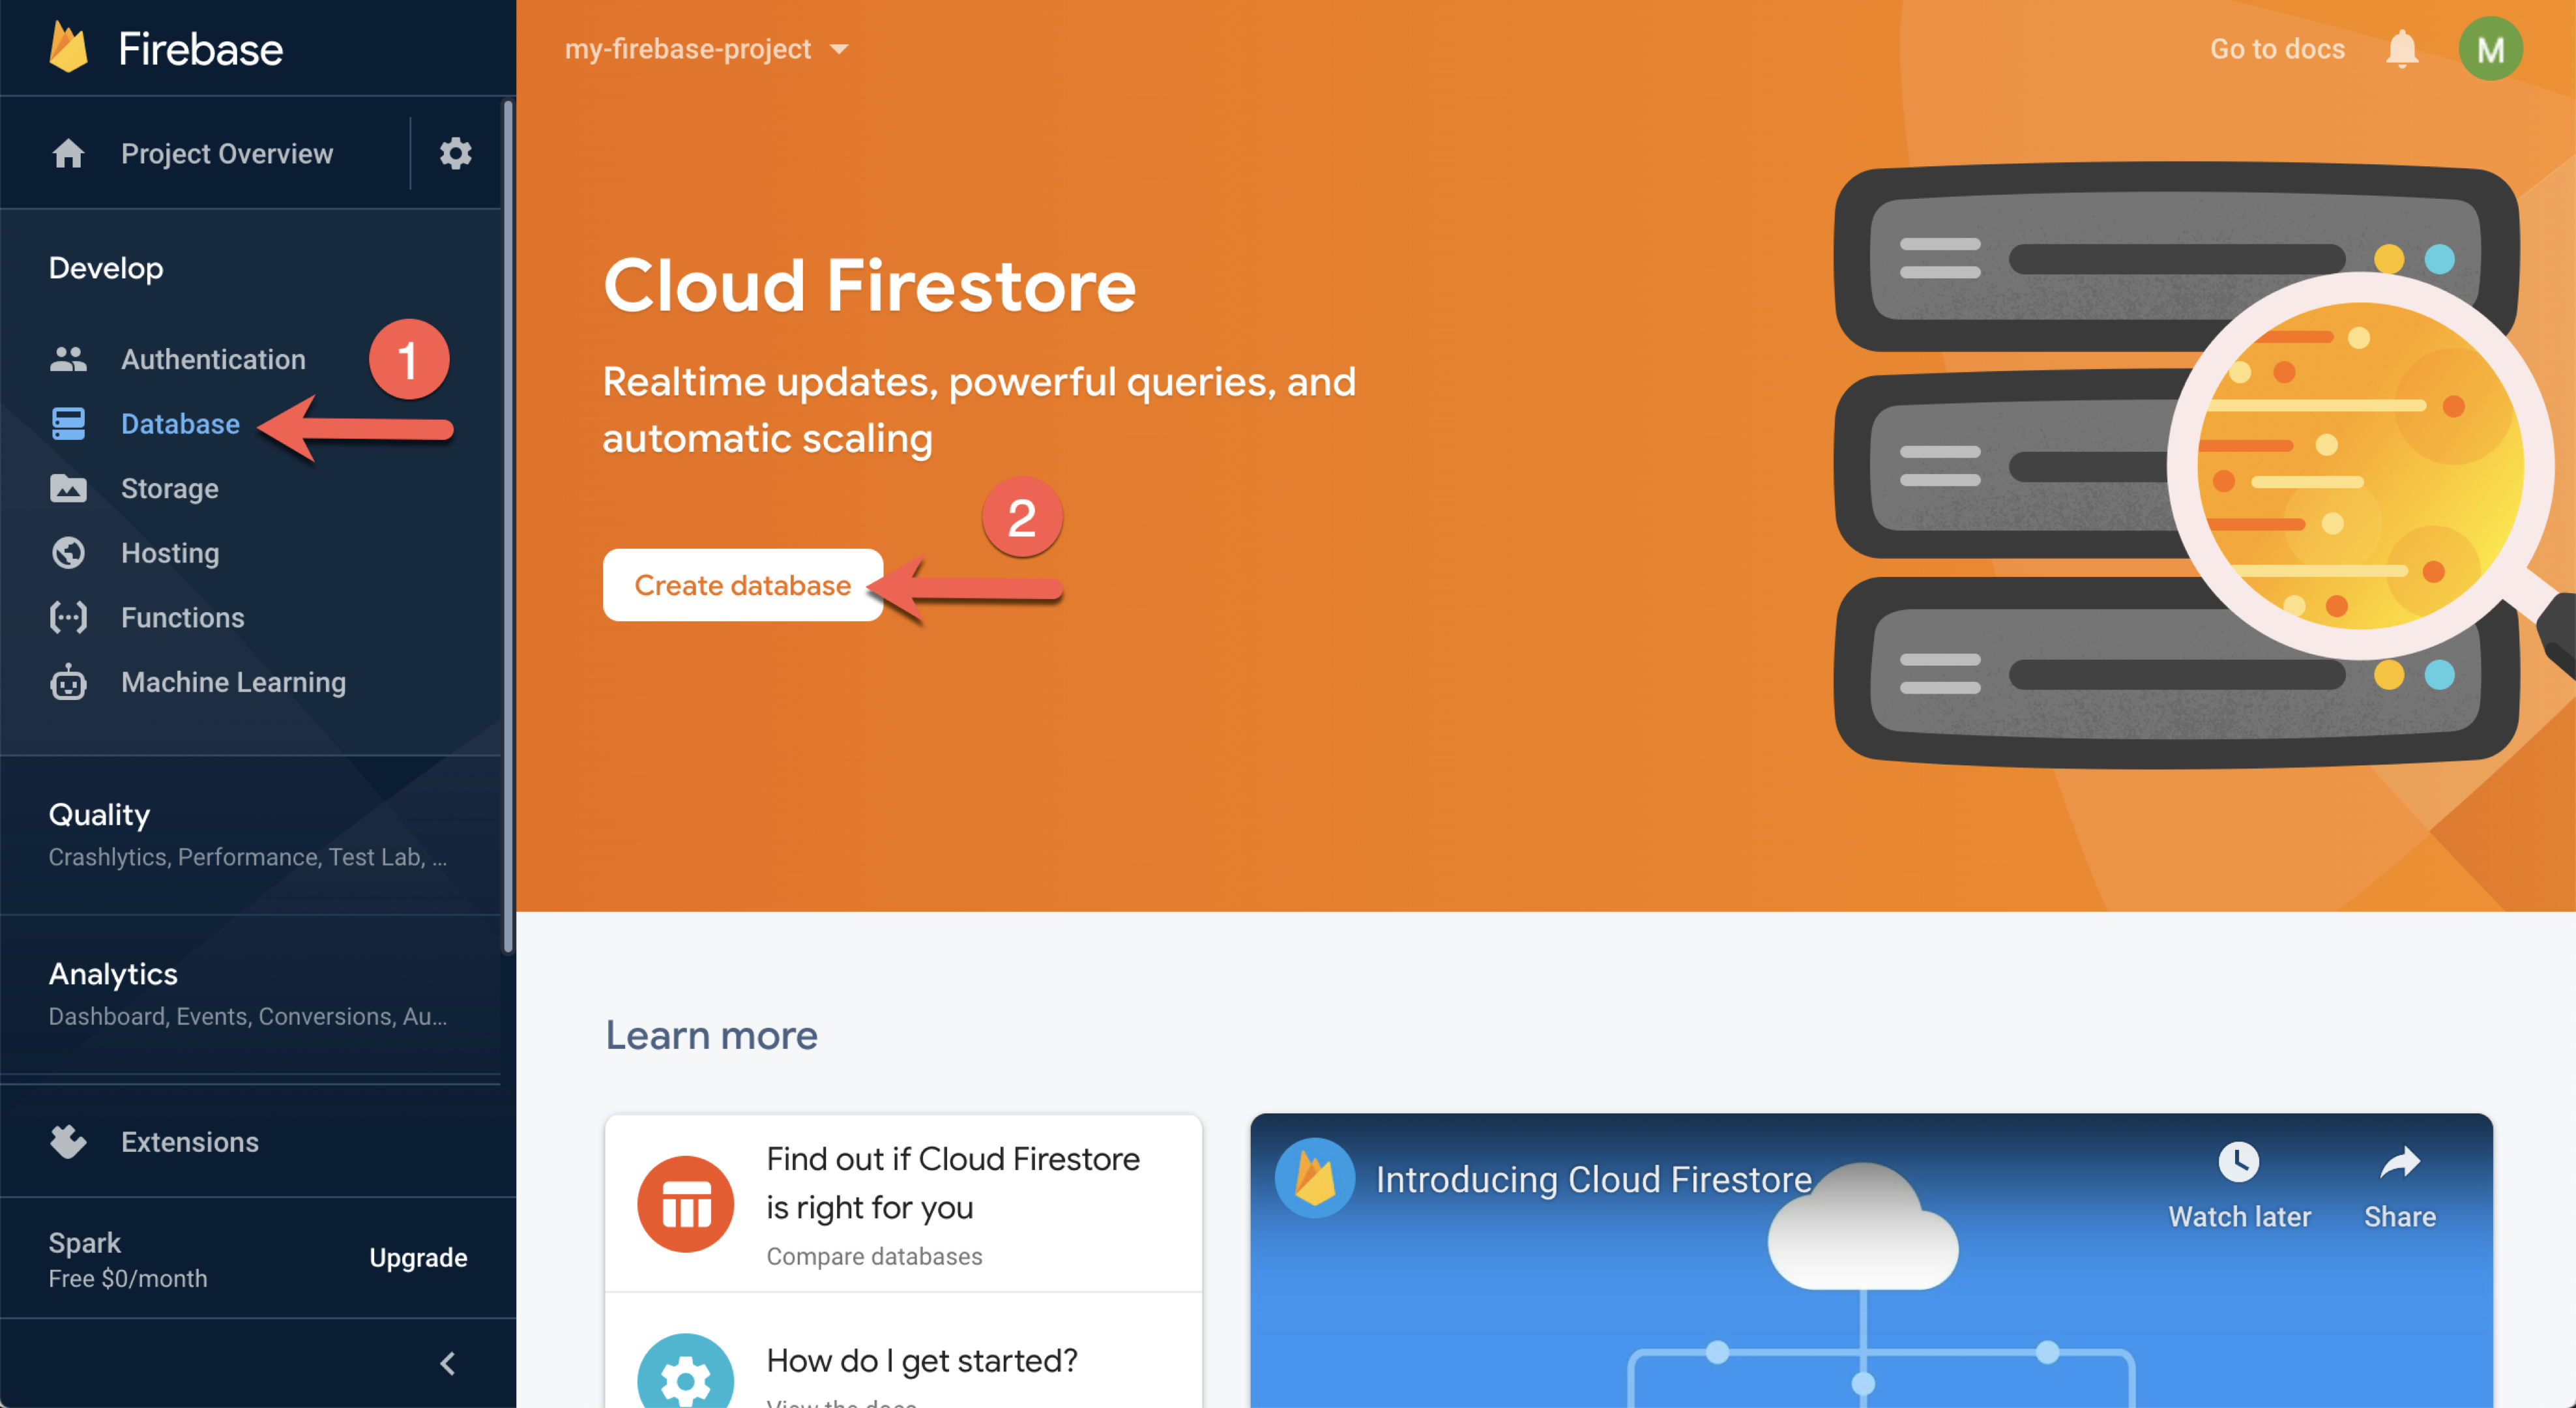 Firebase
Project Overview
Develop
Authentication
1
Database
Storage
Hosting
Functions
Machine Learning
Quality
Crashlytics, Performance, Test Lab, ...
Analytics
Dashboard, Events, Conversions, Au...
Extensions
Spark
Free $0/month
Upgrade
my-firebase-project
Go to docs
M
Cloud Firestore
Realtime updates, powerful queries, and
automatic scaling
2
Create database
Learn more
Find out if Cloud Firestore
is right for you
Compare databases
How do I get started?
View the docs
Introducing Cloud Firestore
Watch later
Share